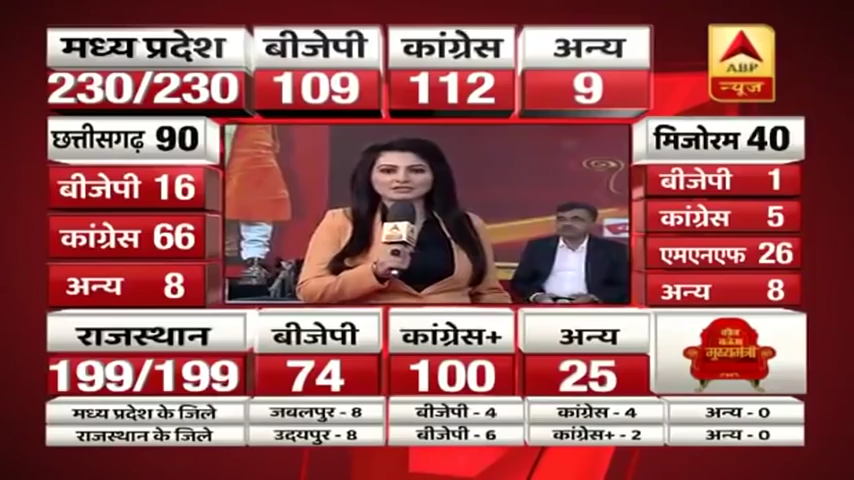 मध्य प्रदेश बीजेपी कांग्रेस अन्य
230/230 109 112 9
ABP
न्यूज़
छत्तीसगढ़ 90
बीजेपी 16
कांग्रेस 66
अन्य 8
मिजोरम 40
बीजेपी 1
कांग्रेस 5
एमएनएफ 26
अन्य 8
राजस्थान बीजेपी कांग्रेस+ अन्य
199/199 74 100 25
कौन बनेगा
मुख्यमंत्री
मध्य प्रदेश के जिले जबलपुर - 8 बीजेपी - 4 कांग्रेस - 4 अन्य - 0
राजस्थान के जिले उदयपुर - 8 बीजेपी - 6 कांग्रेस+ - 2 अन्य - 0